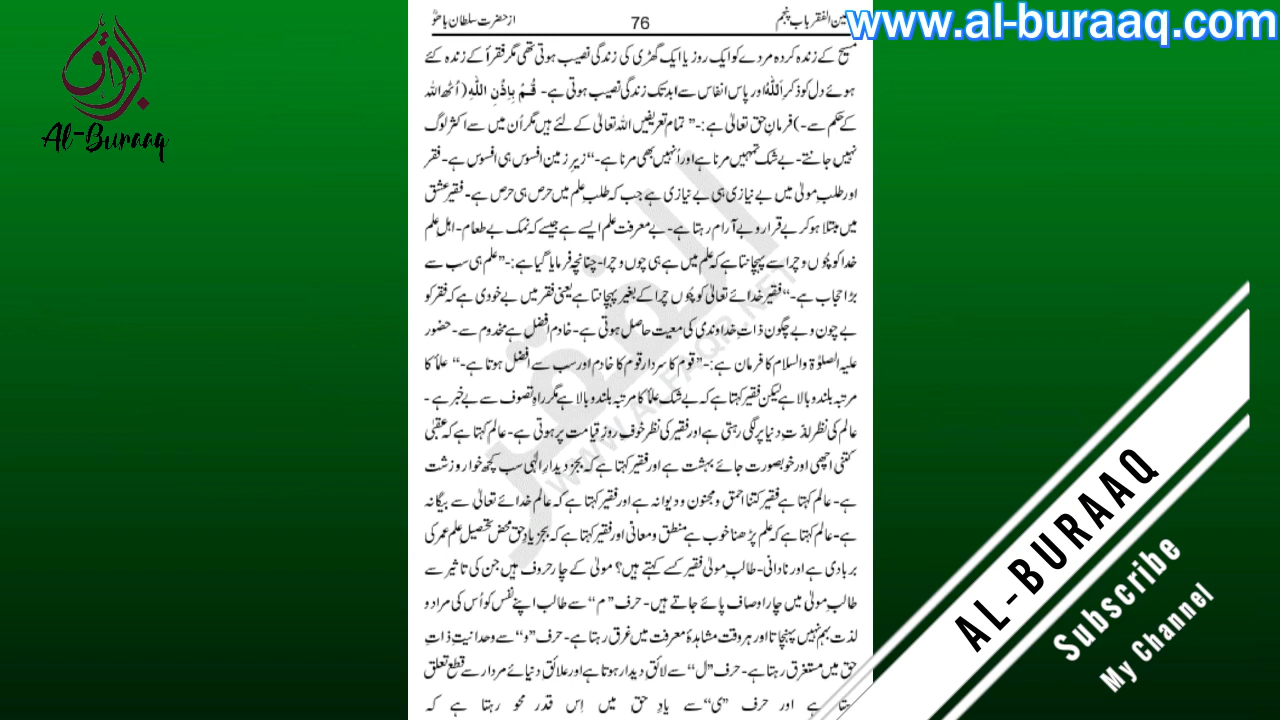 www.al-buraaq.com
Al-Buraaq
عین الفقر باب پنجم 76 از حضرت سلطان باھوؒ
مسیح کے زندہ کردہ مردے کو ایک روز یا ایک گھڑی کی زندگی نصیب ہوتی تھی مگر فقرأ کے زندہ کئے
ہوئے دل کو ذکر اَللّٰہُ اور پاس انفاس سے ابد تک زندگی نصیب ہوتی ہے- قُمْ بِاِذْنِ اللّٰهِ (اُٹھ اللہ
کے حکم سے-) فرمانِ حق تعالیٰ ہے:-” تمام تعریفیں اللہ تعالیٰ کے لئے ہیں مگر اُن میں سے اکثر لوگ
نہیں جانتے- بے شک تمہیں مرنا ہے اور اُنہیں بھی مرنا ہے-“ زیرِ زمین افسوس ہی افسوس ہے- فقر
اور طلبِ مولیٰ میں بے نیازی ہی بے نیازی ہے جب کہ طلبِ علم میں حرص ہی حرص ہے- فقیر عشق
میں مبتلا ہو کر بے قرار و بے آرام رہتا ہے- بے معرفت علم ایسے ہے جیسے کہ نمک بے طعام- اہلِ علم
خدا کو چُوں و چرا سے پہچانتا ہے کہ علم میں ہے ہی چوں و چرا- چنانچہ فرمایا گیا ہے:-”علم ہی سب سے
بڑا حجاب ہے-“ فقیر خدائے تعالیٰ کو چُوں چرا کے بغیر پہچانتا ہے یعنی فقر میں بے خودی ہے کہ فقر کو
بے چون و بے چگون ذاتِ خداوندی کی معیت حاصل ہوتی ہے- خادم افضل ہے مخدوم سے- حضور
علیہ الصلوٰۃ والسلام کا فرمان ہے:-”قوم کا سردار قوم کا خادم اور سب سے افضل ہوتا ہے-“ علمأ کا
مرتبہ بلند و بالا ہے لیکن فقیر کہتا ہے کہ بے شک علمأ کا مرتبہ بلند و بالا ہے مگر راہِ تصوف سے بے خبر ہے -
عالم کی نظر لذتِ دنیا پر لگی رہتی ہے اور فقیر کی نظر خوفِ روزِ قیامت پر ہوتی ہے- عالم کہتا ہے کہ عقبیٰ
کتنی اچھی اور خوبصورت جائے بہشت ہے اور فقیر کہتا ہے کہ بجز دیدارِ الٰہی سب کچھ خوار و زشت
ہے- عالم کہتا ہے فقیر کتنا احمق و مجنون و دیوانہ ہے اور فقیر کہتا ہے کہ عالم خدائے تعالیٰ سے بیگانہ
ہے- عالم کہتا ہے کہ علم پڑھنا خوب ہے منطق و معانی اور فقیر کہتا ہے کہ بجز یادِ حق محض تحصیلِ علم عمر کی
بربادی ہے اور نادانی- طالبِ مولیٰ فقیر کسے کہتے ہیں؟ مولیٰ کے چار حروف ہیں جن کی تاثیر سے
طالبِ مولیٰ میں چار اوصاف پائے جاتے ہیں- حرف ”م“ سے طالب اپنے نفس کو اُس کی مراد و
لذت بہم نہیں پہنچاتا اور ہر وقت مشاہدۂ معرفت میں غرق رہتا ہے- حرف ”و“ سے وحدانیتِ ذاتِ
حق میں مستغرق رہتا ہے- حرف ”ل“ سے لائقِ دیدار ہوتا ہے اور علائقِ دنیائے مردار سے قطع تعلق
ہے اور حرف ”ی“ سے یادِ حق میں اِس قدر محو رہتا ہے کہ
AL-BURAAQ
Subscribe
My Channel